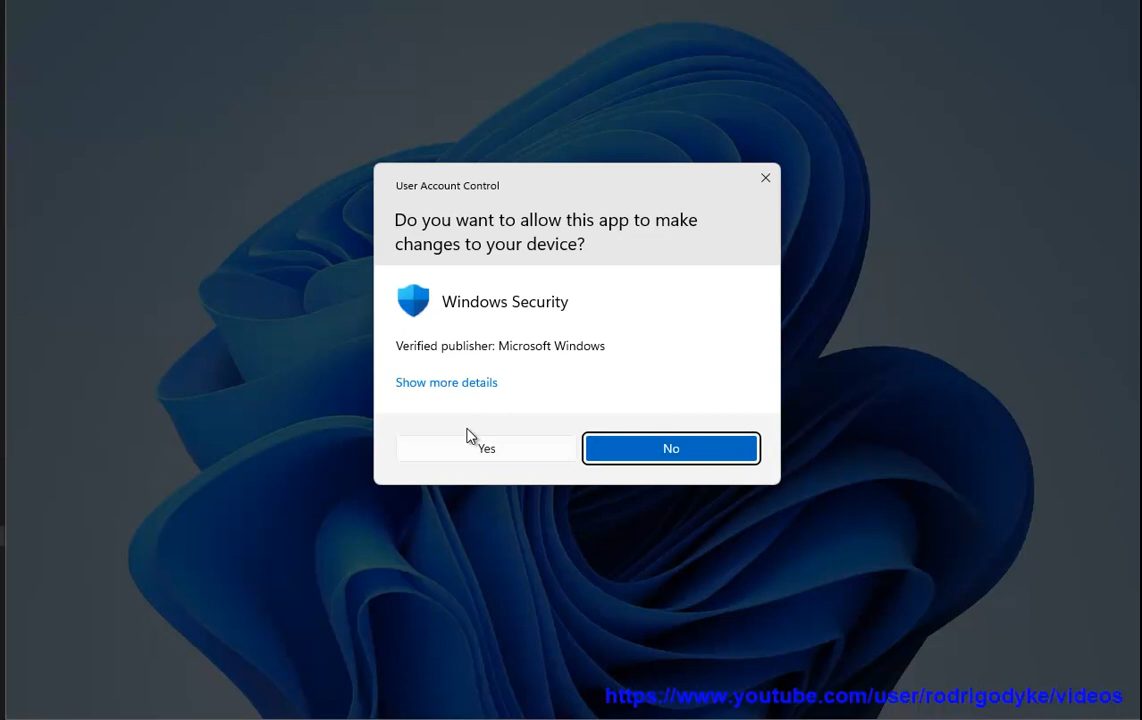 User Account Control
Do you want to allow this app to make
changes to your device?
Windows Security
Verified publisher: Microsoft Windows
Show more details
Yes
No
https://www.youtube.com/user/rodrigodyke/videos